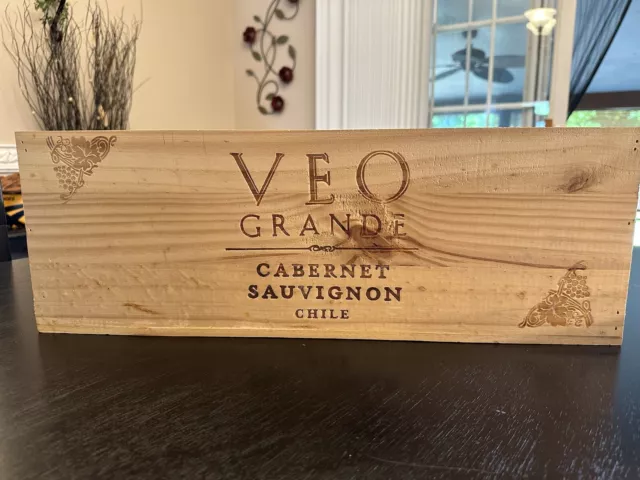 VEO
GRANDE
CABERNET
SAUVIGNON
CHILE